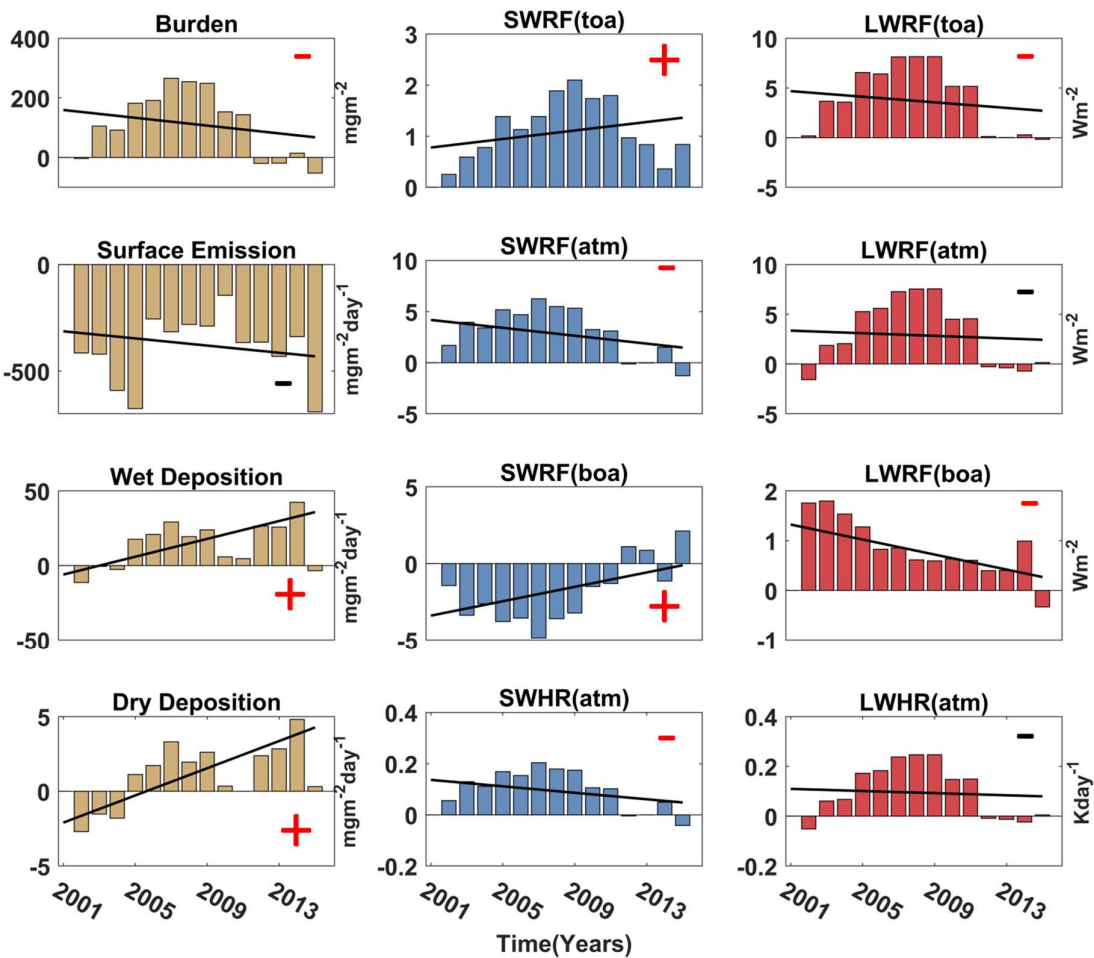 Burden
400
200
0
mgm-2
SWRF(toa)
3
2
1
0
LWRF(toa)
10
5
0
-5
Wm-2
Surface Emission
0
-500
mgm-2day-1
SWRF(atm)
10
5
0
-5
LWRF(atm)
10
5
0
-5
Wm-2
Wet Deposition
50
0
-50
mgm-2day-1
SWRF(boa)
5
0
-5
LWRF(boa)
2
1
0
-1
Wm-2
Dry Deposition
5
0
-5
mgm-2day-1
2001
2005
2009
2013
SWHR(atm)
0.4
0.2
0
-0.2
2001
2005
2009
2013
LWHR(atm)
0.4
0.2
0
-0.2
Kday-1
2001
2005
2009
2013
Time(Years)